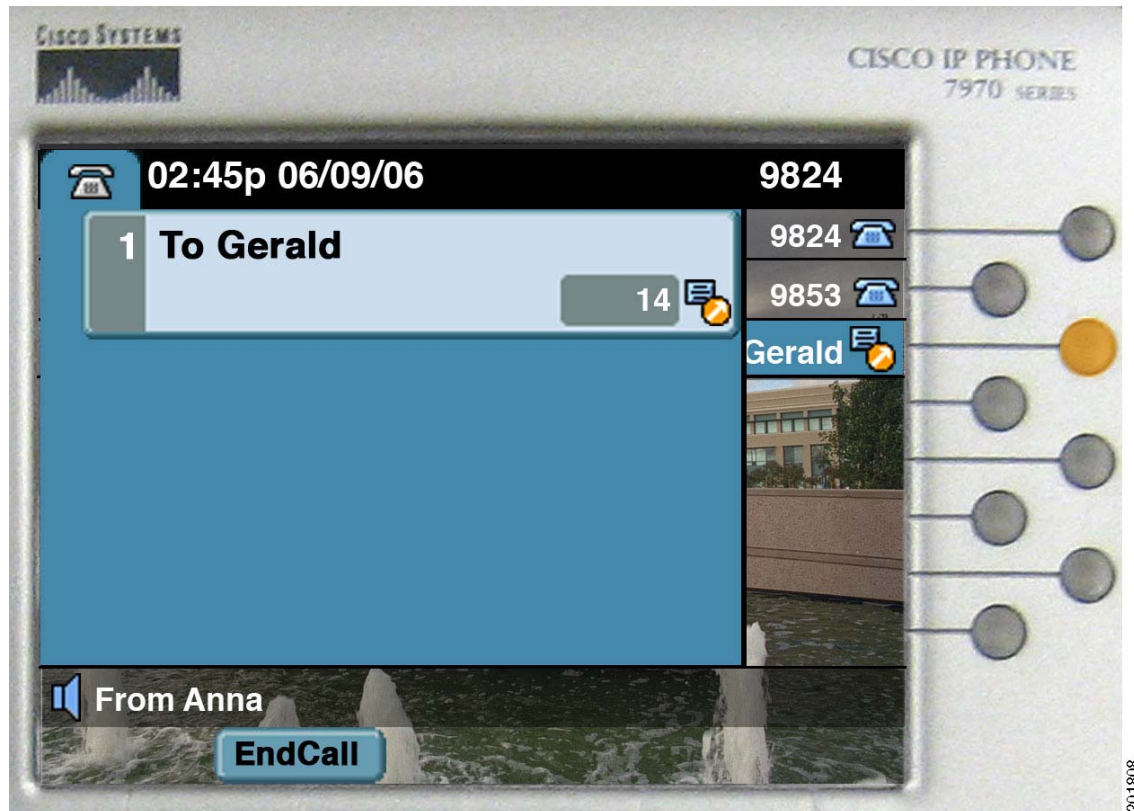 CISCO SYSTEMS
CISCO IP PHONE
7970 SERIES
02:45p 06/09/06
9824
1 To Gerald
14
9824
9853
Gerald
From Anna
EndCall
201808